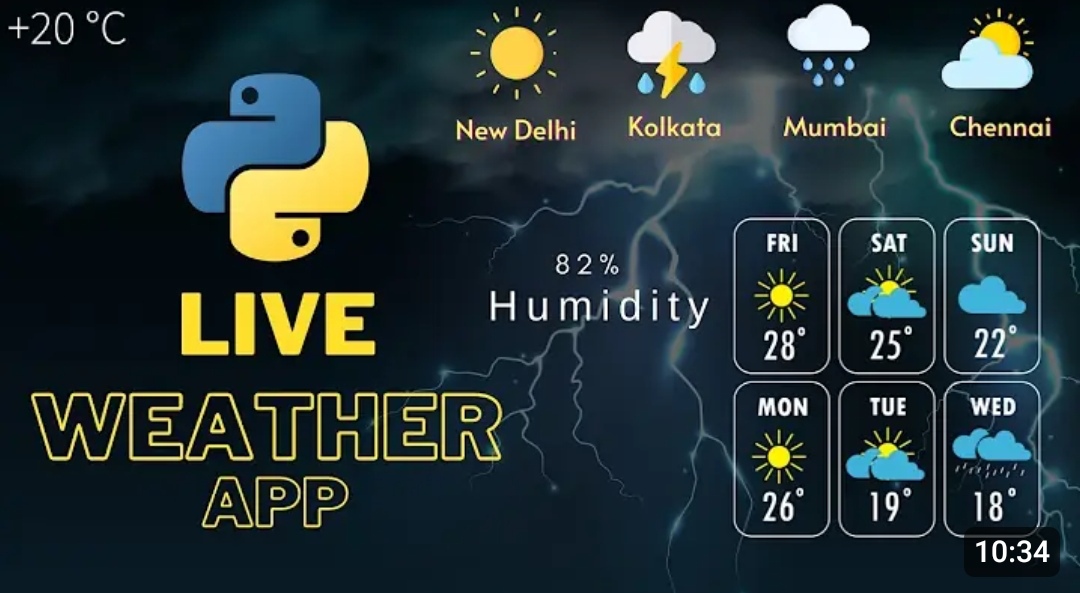 +20 °C
New Delhi
Kolkata
Mumbai
Chennai
LIVE
WEATHER
APP
82%
Humidity
FRI
28°
SAT
25°
SUN
22°
MON
26°
TUE
19°
WED
18°
10:34